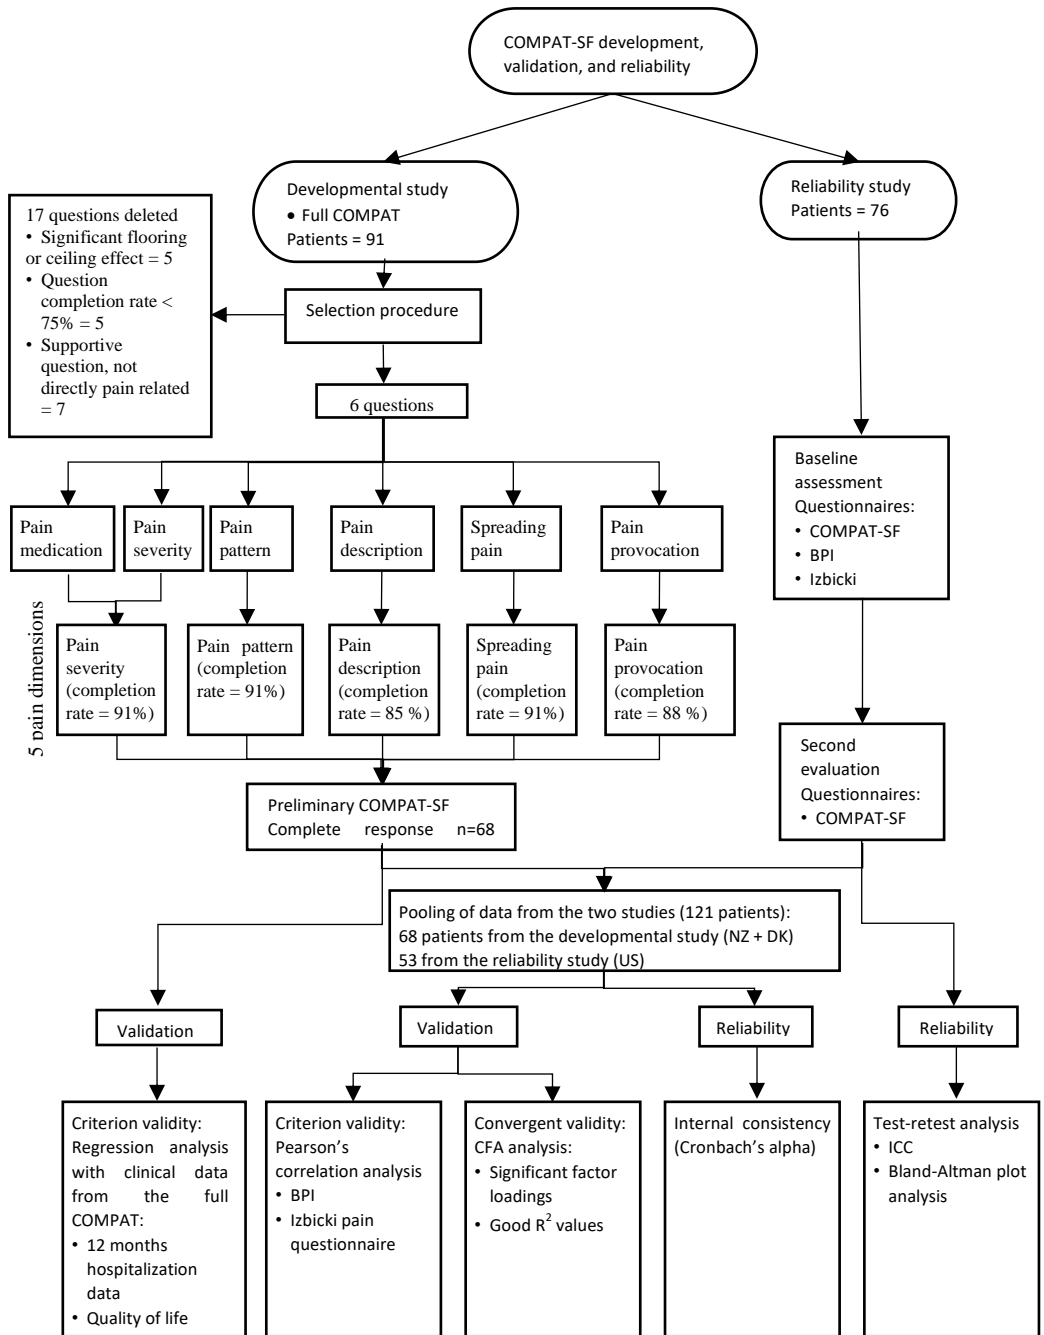 COMPAT-SF development,
validation, and reliability
Developmental study
• Full COMPAT
Patients = 91
Reliability study
Patients = 76
17 questions deleted
• Significant flooring
or ceiling effect = 5
• Question
completion rate <
75% = 5
• Supportive
question, not
directly pain related
= 7
Selection procedure
6 questions
Baseline
assessment
Questionnaires:
• COMPAT-SF
• BPI
• Izbicki
Pain
medication
Pain
severity
Pain
pattern
Pain
description
Spreading
pain
Pain
provocation
5 pain dimensions
Pain
severity
(completion
rate = 91%)
Pain pattern
(completion
rate = 91%)
Pain
description
(completion
rate = 85 %)
Spreading
pain
(completion
rate = 91%)
Pain
provocation
(completion
rate = 88 %)
Second
evaluation
Questionnaires:
• COMPAT-SF
Preliminary COMPAT-SF
Complete response n=68
Pooling of data from the two studies (121 patients):
68 patients from the developmental study (NZ + DK)
53 from the reliability study (US)
Validation
Validation
Reliability
Reliability
Criterion validity:
Regression analysis
with clinical data
from the full
COMPAT:
• 12 months
hospitalization
data
• Quality of life
Criterion validity:
Pearson's
correlation analysis
• BPI
• Izbicki pain
questionnaire
Convergent validity:
CFA analysis:
• Significant factor
loadings
• Good R² values
Internal consistency
(Cronbach's alpha)
Test-retest analysis
• ICC
• Bland-Altman plot
analysis